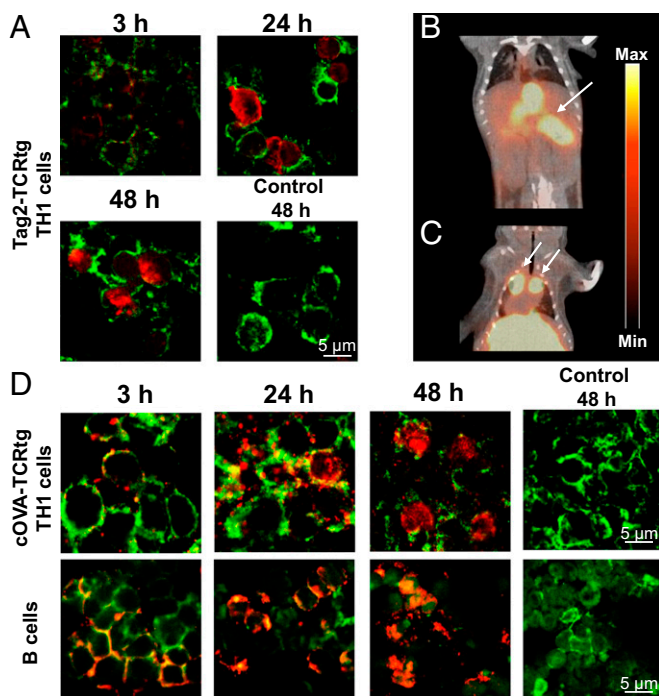 A
3 h
24 h
Tag2-TCRtg
TH1 cells
48 h
Control
48 h
5 µm
B
Max
C
Min
D
3 h
24 h
48 h
Control
48 h
cOVA-TCRtg
TH1 cells
5 µm
B cells
5 µm